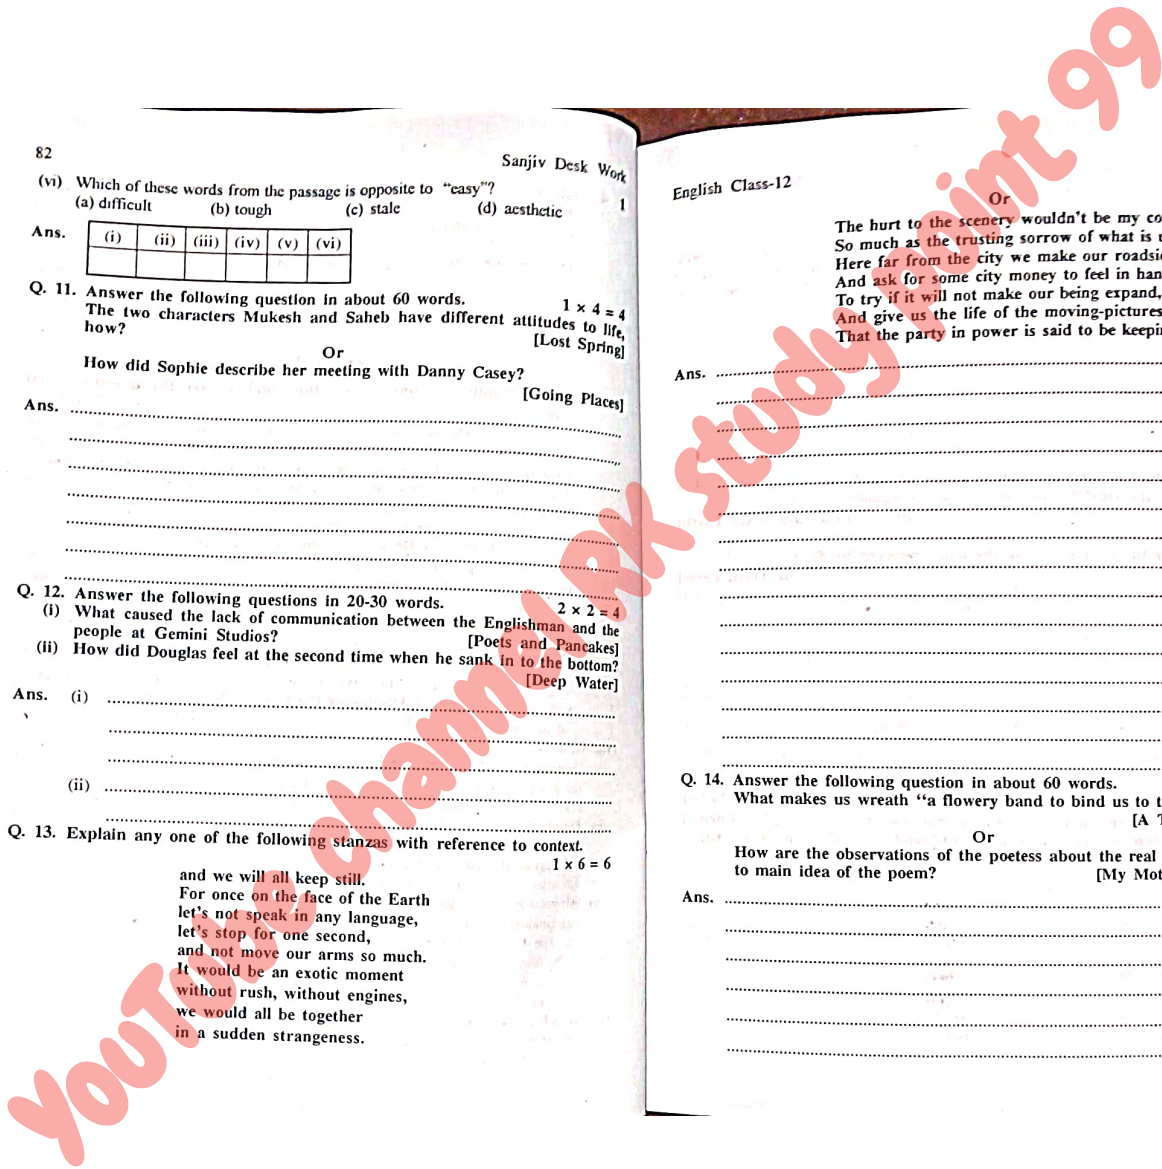 82
Sanjiv Desk Work
(vi) Which of these words from the passage is opposite to “easy”? 1
(a) difficult (b) tough (c) stale (d) aesthetic
Ans. (i) (ii) (iii) (iv) (v) (vi)
Q. 11. Answer the following question in about 60 words. 1 × 4 = 4
The two characters Mukesh and Saheb have different attitudes to life,
how? [Lost Spring]
Or
How did Sophie describe her meeting with Danny Casey?
[Going Places]
Ans.
Q. 12. Answer the following questions in 20-30 words. 2 × 2 = 4
(i) What caused the lack of communication between the Englishman and the
people at Gemini Studios? [Poets and Pancakes]
(ii) How did Douglas feel at the second time when he sank in to the bottom?
[Deep Water]
Ans. (i)
(ii)
Q. 13. Explain any one of the following stanzas with reference to context.
1 × 6 = 6
and we will all keep still.
For once on the face of the Earth
let’s not speak in any language,
let’s stop for one second,
and not move our arms so much.
It would be an exotic moment
without rush, without engines,
we would all be together
in a sudden strangeness.
English Class-12
Or
The hurt to the scenery wouldn’t be my co
So much as the trusting sorrow of what is
Here far from the city we make our roadsi
And ask for some city money to feel in han
To try if it will not make our being expand,
And give us the life of the moving-pictures
That the party in power is said to be keepi
Ans.
Q. 14. Answer the following question in about 60 words.
What makes us wreath “a flowery band to bind us to t
[A T
Or
How are the observations of the poetess about the real
to main idea of the poem? [My Mot
Ans.
YouTube channel RK study point 99